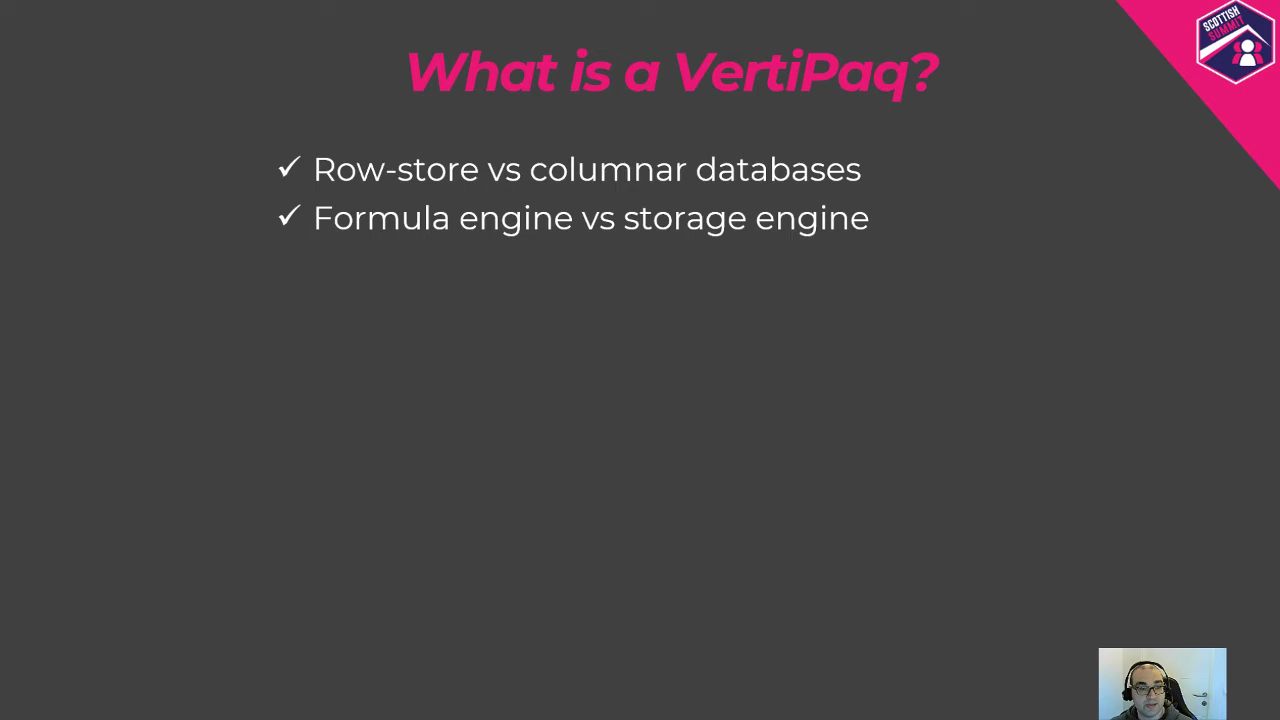 What is a VertiPaq?
SCOTTISH
SUMMIT
✓ Row-store vs columnar databases
✓ Formula engine vs storage engine